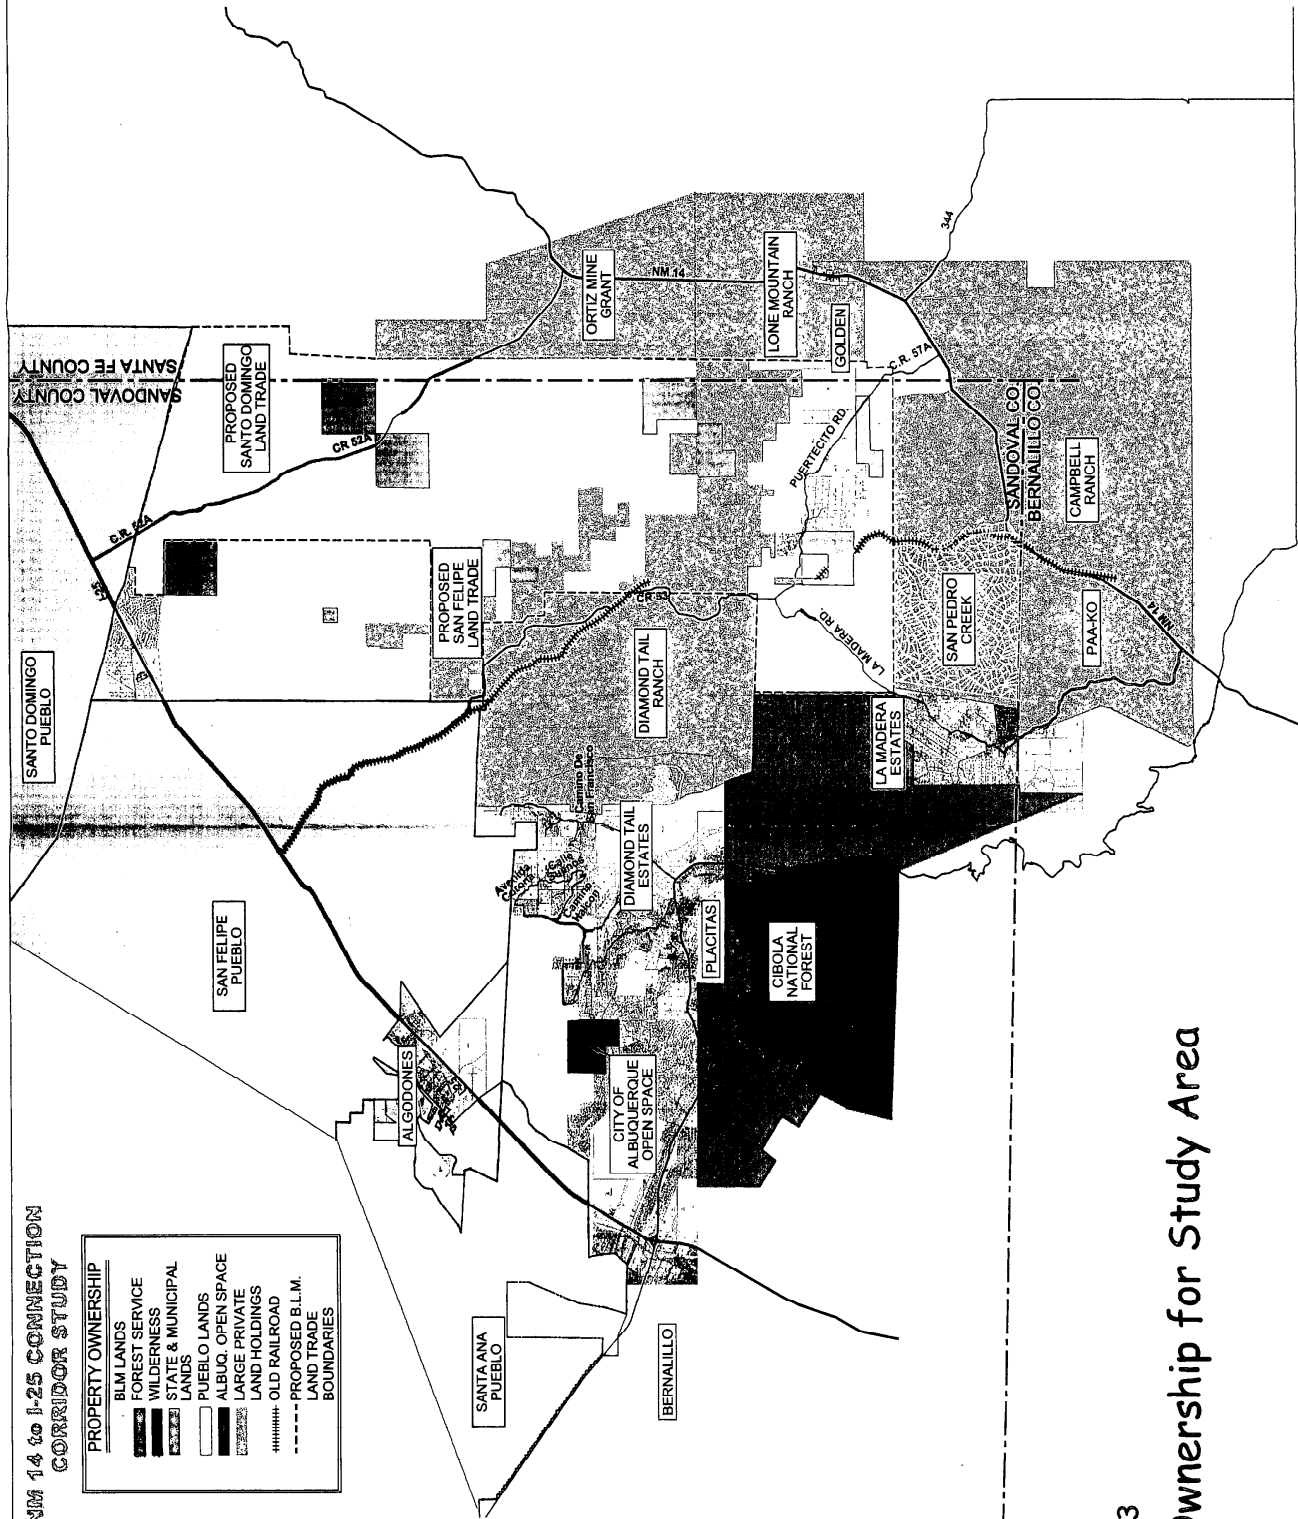 NM 14 to I-25 CONNECTION
CORRIDOR STUDY
PROPERTY OWNERSHIP
BLM LANDS
FOREST SERVICE
WILDERNESS
STATE & MUNICIPAL
LANDS
PUEBLO LANDS
ALBUQ. OPEN SPACE
LARGE PRIVATE
LAND HOLDINGS
OLD RAILROAD
PROPOSED B.L.M.
LAND TRADE
BOUNDARIES
SANTO DOMINGO
PUEBLO
SANDOVAL COUNTY
SANTA FE COUNTY
I-25
C.R. 52A
PROPOSED
SANTO DOMINGO
LAND TRADE
CR 52A
SAN FELIPE
PUEBLO
ALGODONES
PROPOSED
SAN FELIPE
LAND TRADE
SANTA ANA
PUEBLO
BERNALILLO
CITY OF
ALBUQUERQUE
OPEN SPACE
Avenida
Camino
Halcon
Camino De
San Francisco
DIAMOND TAIL
ESTATES
DIAMOND TAIL
RANCH
CR 63
ORTIZ MINE
GRANT
NM 14
LONE MOUNTAIN
RANCH
GOLDEN
PLACITAS
CIBOLA
NATIONAL
FOREST
PUERTECITO RD.
C.R. 57A
LA MADERA RD.
LA MADERA
ESTATES
344
SAN PEDRO
CREEK
SANDOVAL CO.
BERNALILLO CO.
CAMPBELL
RANCH
PAA-KO
NM 14
3
Ownership for Study Area